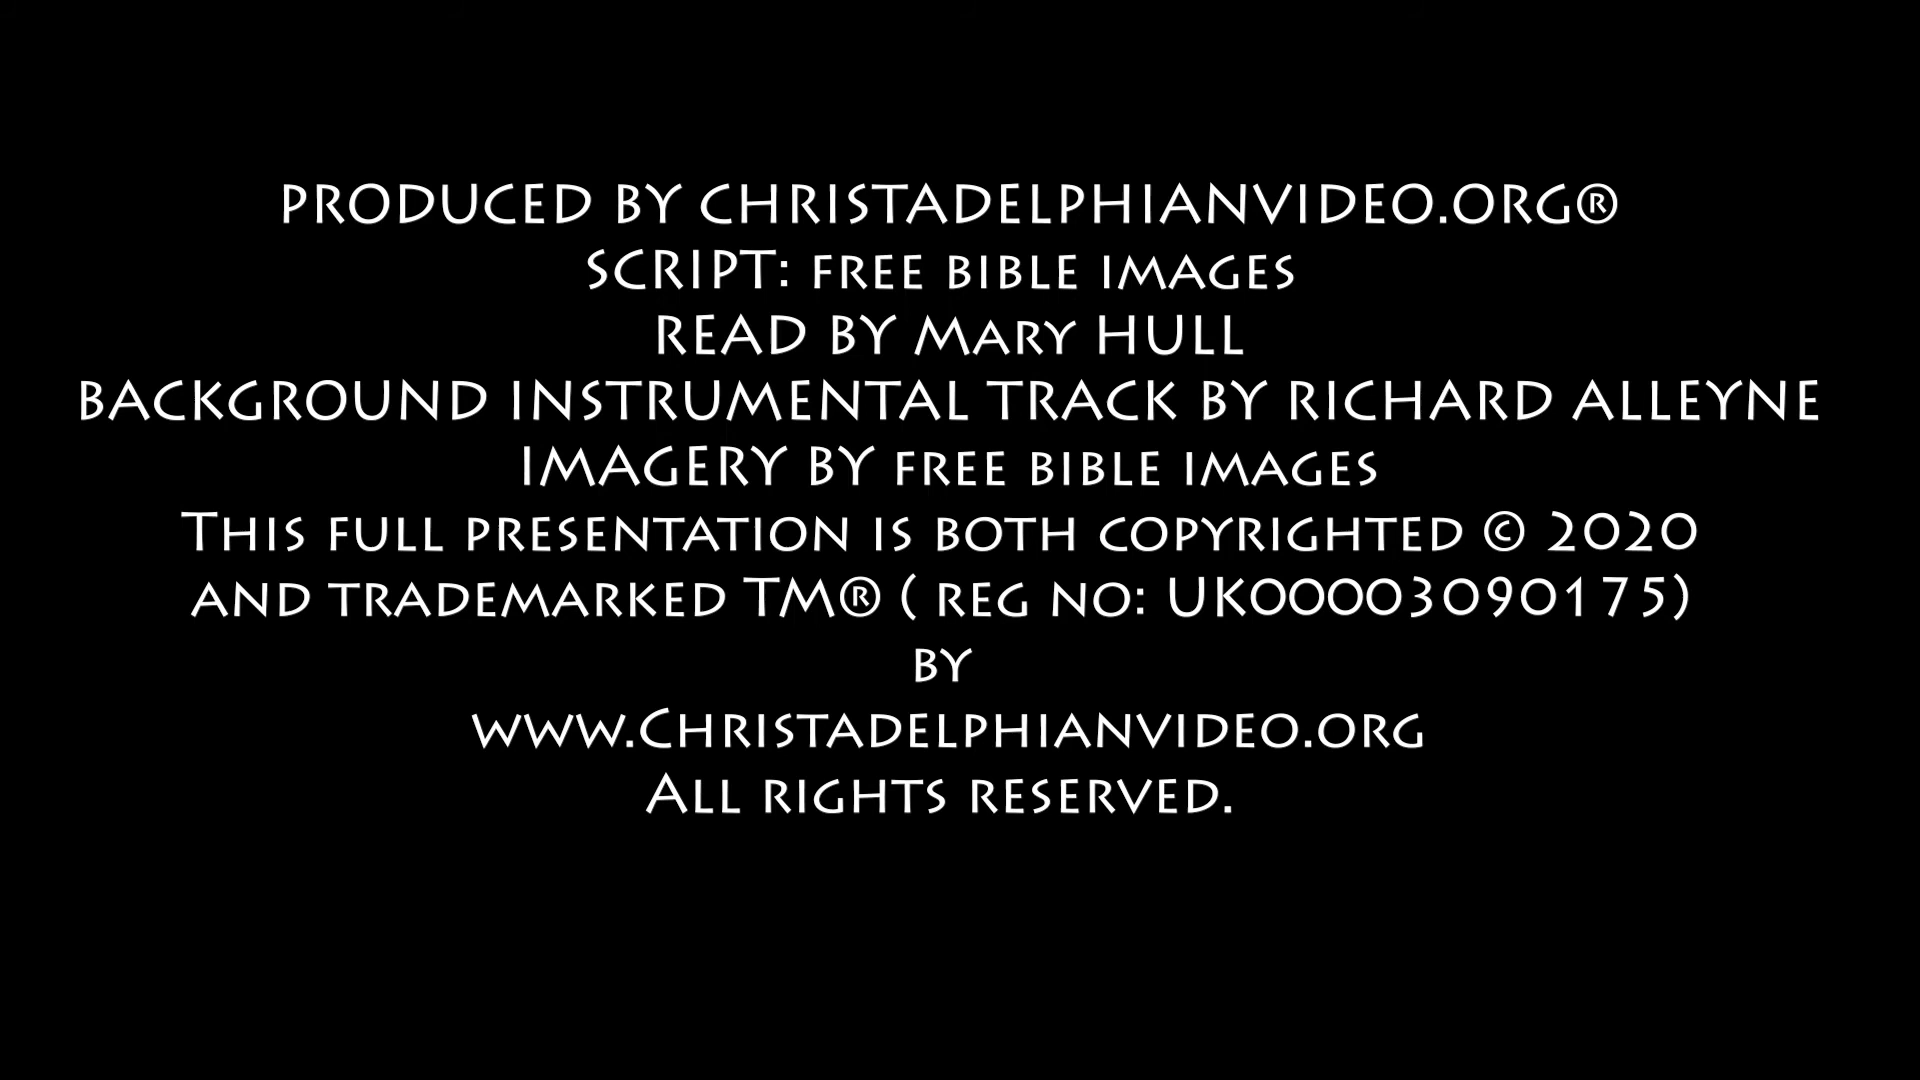 PRODUCED BY CHRISTADELPHIANVIDEO.ORG®
SCRIPT: FREE BIBLE IMAGES
READ BY MARY HULL
BACKGROUND INSTRUMENTAL TRACK BY RICHARD ALLEYNE
IMAGERY BY FREE BIBLE IMAGES
THIS FULL PRESENTATION IS BOTH COPYRIGHTED © 2020
AND TRADEMARKED TM® ( REG NO: UK00003090175)
BY
WWW.CHRISTADELPHIANVIDEO.ORG
ALL RIGHTS RESERVED.